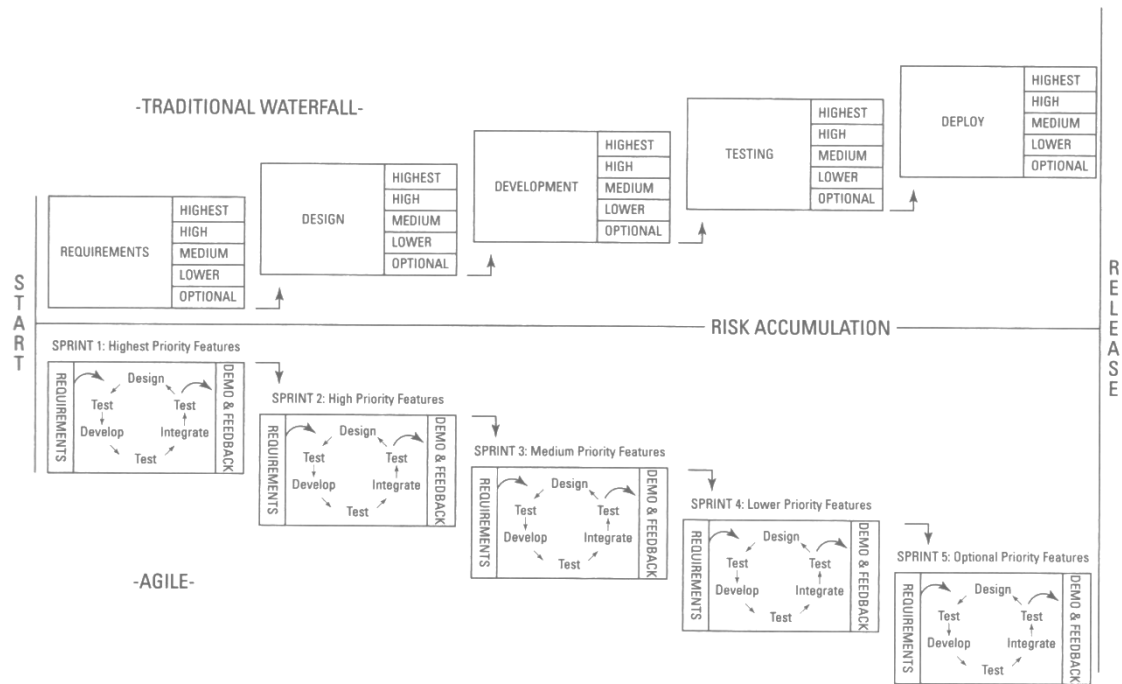 -TRADITIONAL WATERFALL-
REQUIREMENTS
HIGHEST
HIGH
MEDIUM
LOWER
OPTIONAL
DESIGN
HIGHEST
HIGH
MEDIUM
LOWER
OPTIONAL
DEVELOPMENT
HIGHEST
HIGH
MEDIUM
LOWER
OPTIONAL
TESTING
HIGHEST
HIGH
MEDIUM
LOWER
OPTIONAL
DEPLOY
HIGHEST
HIGH
MEDIUM
LOWER
OPTIONAL
START
RISK ACCUMULATION
RELEASE
SPRINT 1: Highest Priority Features
REQUIREMENTS
Design
Test
Test
Develop
Integrate
Test
DEMO & FEEDBACK
SPRINT 2: High Priority Features
REQUIREMENTS
Design
Test
Test
Develop
Integrate
Test
DEMO & FEEDBACK
SPRINT 3: Medium Priority Features
REQUIREMENTS
Design
Test
Test
Develop
Integrate
Test
DEMO & FEEDBACK
SPRINT 4: Lower Priority Features
REQUIREMENTS
Design
Test
Test
Develop
Integrate
Test
DEMO & FEEDBACK
SPRINT 5: Optional Priority Features
REQUIREMENTS
Design
Test
Test
Develop
Integrate
Test
DEMO & FEEDBACK
-AGILE-